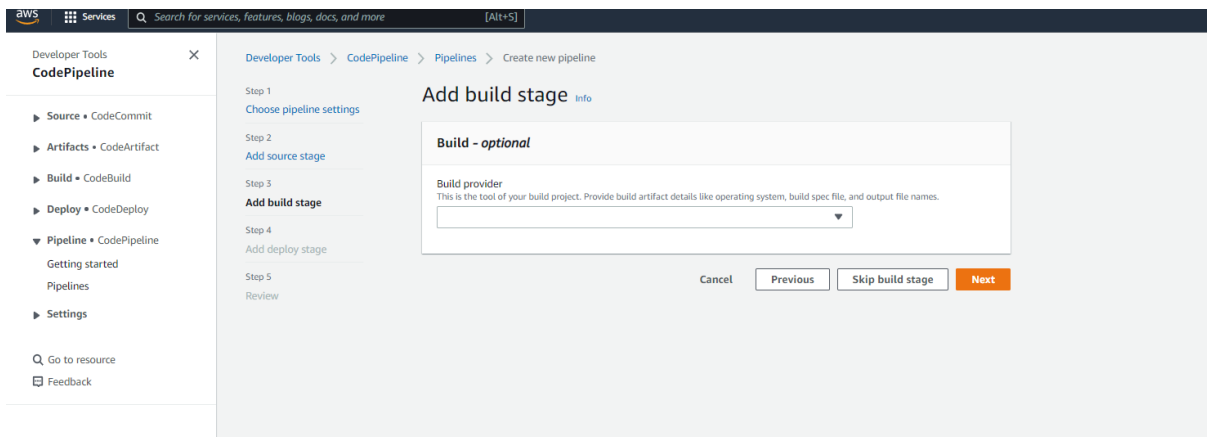 aws Services Search for services, features, blogs, docs, and more [Alt+S]
Developer Tools
CodePipeline
Source • CodeCommit
Artifacts • CodeArtifact
Build • CodeBuild
Deploy • CodeDeploy
Pipeline • CodePipeline
Getting started
Pipelines
Settings
Go to resource
Feedback
Developer Tools > CodePipeline > Pipelines > Create new pipeline
Step 1
Choose pipeline settings
Step 2
Add source stage
Step 3
Add build stage
Step 4
Add deploy stage
Step 5
Review
Add build stage Info
Build - optional
Build provider
This is the tool of your build project. Provide build artifact details like operating system, build spec file, and output file names.
Cancel Previous Skip build stage Next